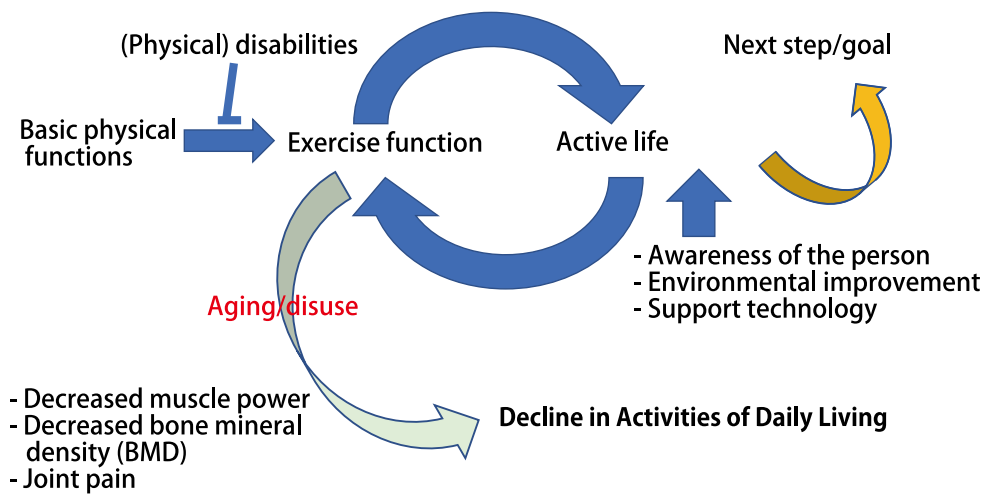 (Physical) disabilities
Next step/goal
Basic physical
functions
Exercise function
Active life
- Awareness of the person
- Environmental improvement
- Support technology
Aging/disuse
- Decreased muscle power
- Decreased bone mineral
density (BMD)
- Joint pain
Decline in Activities of Daily Living